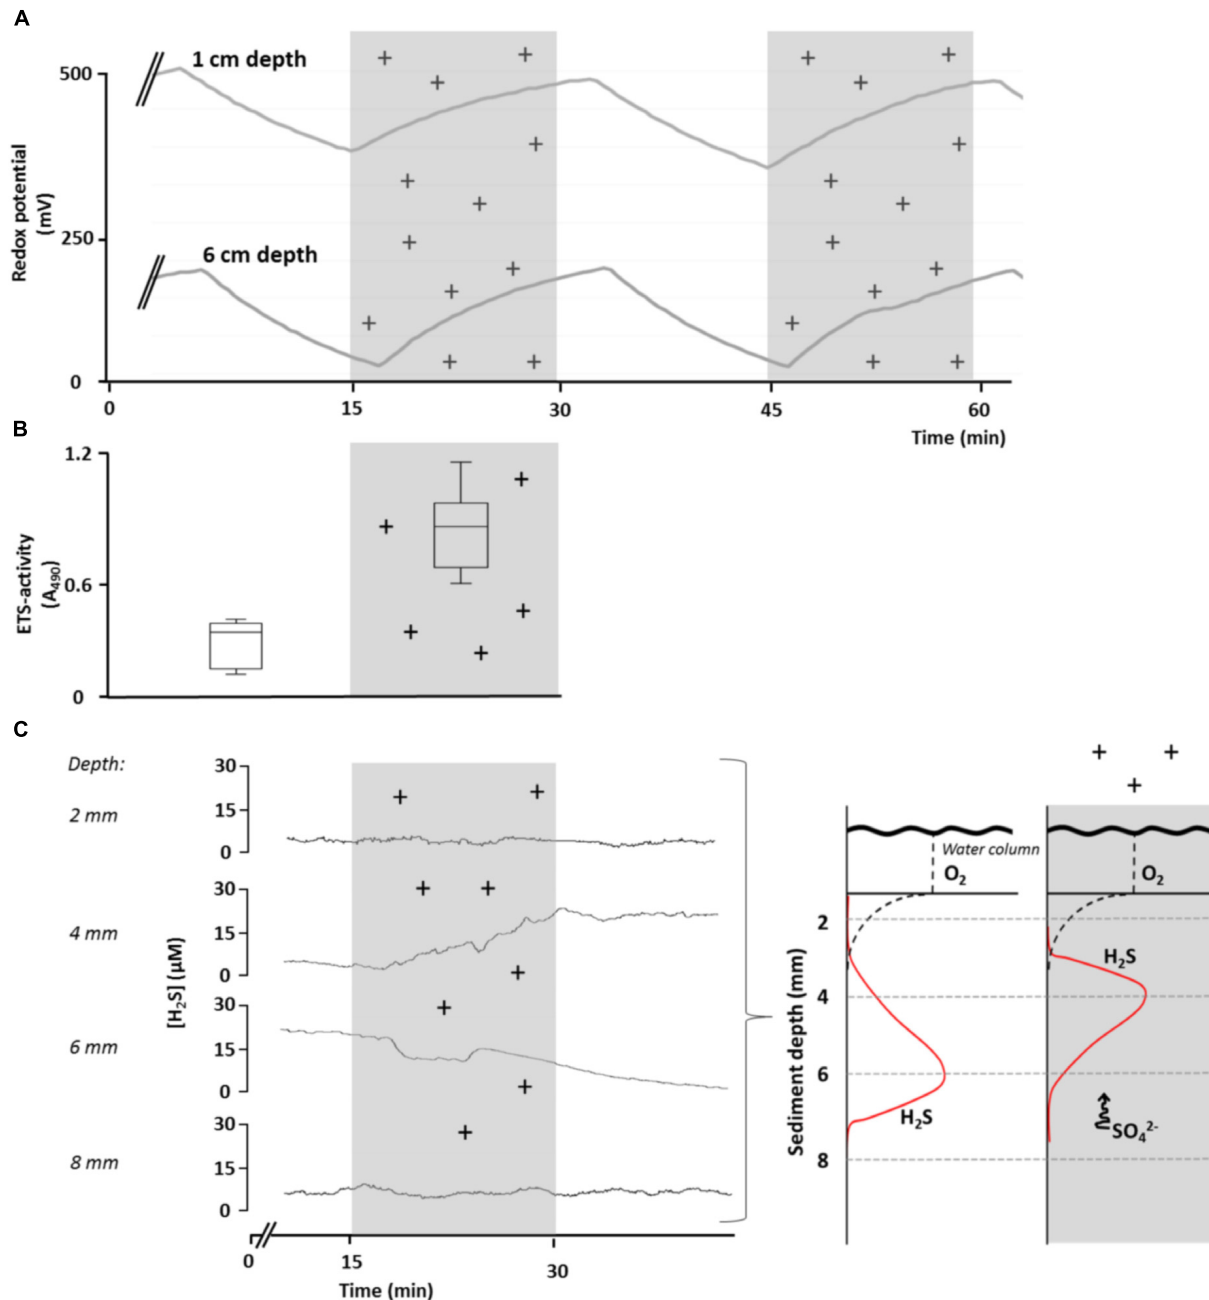 A
1 cm depth
500
Redox potential
(mV)
250
6 cm depth
0
0 15 30 45 60
Time (min)
B
1.2
ETS-activity
(A₄₉₀)
0.6
0
C
Depth:
2 mm
30
15
0
4 mm
30
15
0
[H₂S] (µM)
6 mm
30
15
0
8 mm
30
15
0
0 15 30
Time (min)
Water column
O₂
O₂
Sediment depth (mm)
2
4
6
8
H₂S
H₂S
SO₄²⁻